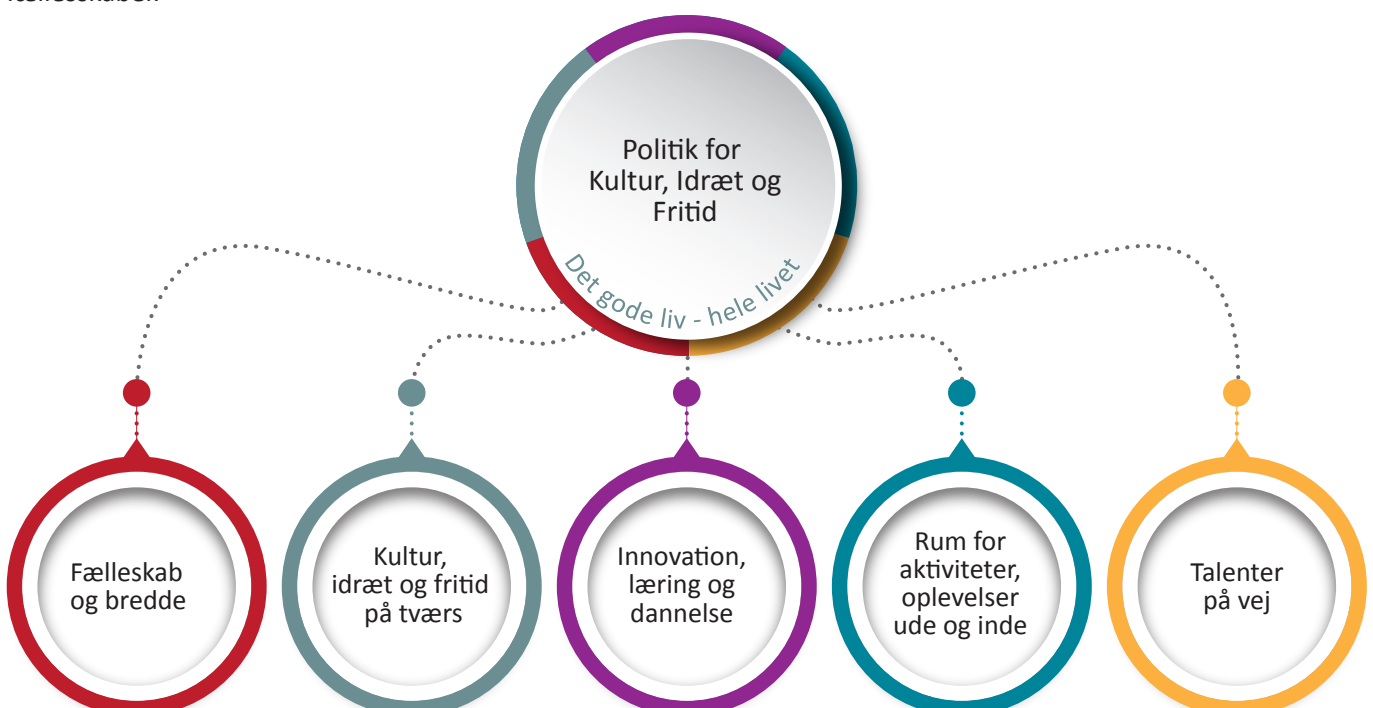 Politik for
Kultur, Idræt og
Fritid
Det gode liv - hele livet
Fælleskab
og bredde
Kultur,
idræt og fritid
på tværs
Innovation,
læring og
dannelse
Rum for
aktiviteter,
oplevelser
ude og inde
Talenter
på vej